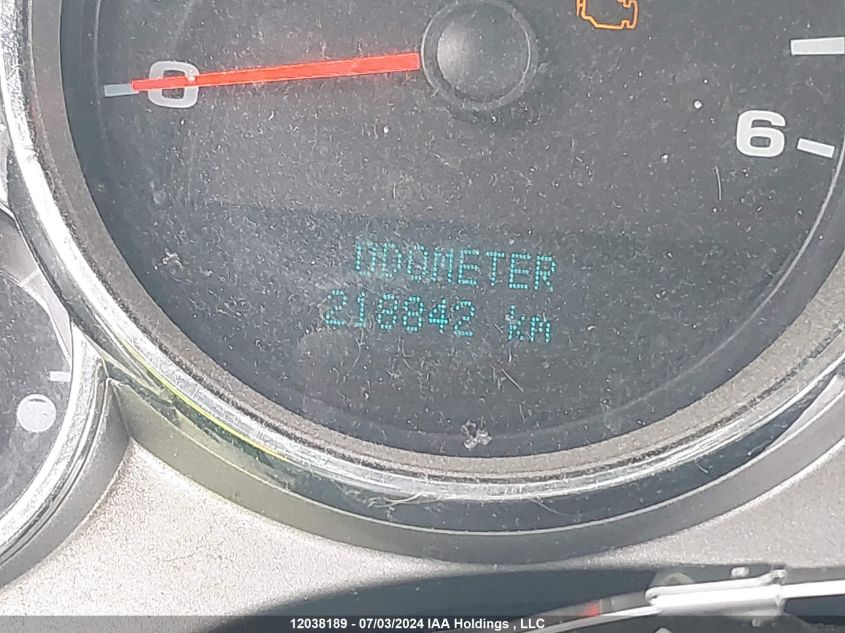 0
6
ODOMETER
218842 km
12038189 - 07/03/2024 IAA Holdings , LLC